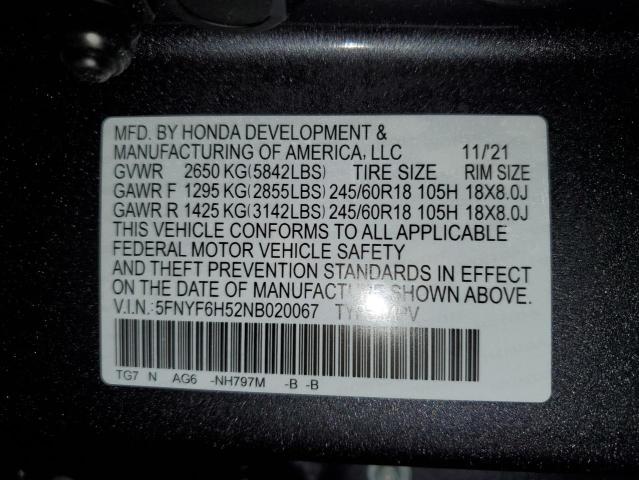 MFD. BY HONDA DEVELOPMENT &
MANUFACTURING OF AMERICA, LLC 11/'21
GVWR 2650 KG(5842LBS) TIRE SIZE RIM SIZE
GAWR F 1295 KG(2855LBS) 245/60R18 105H 18X8.0J
GAWR R 1425 KG(3142LBS) 245/60R18 105H 18X8.0J
THIS VEHICLE CONFORMS TO ALL APPLICABLE
FEDERAL MOTOR VEHICLE SAFETY
AND THEFT PREVENTION STANDARDS IN EFFECT
ON THE DATE OF MANUFACTURE SHOWN ABOVE.
V.I.N.:5FNYF6H52NB020067
TG7 N AG6 -NH797M -B -B